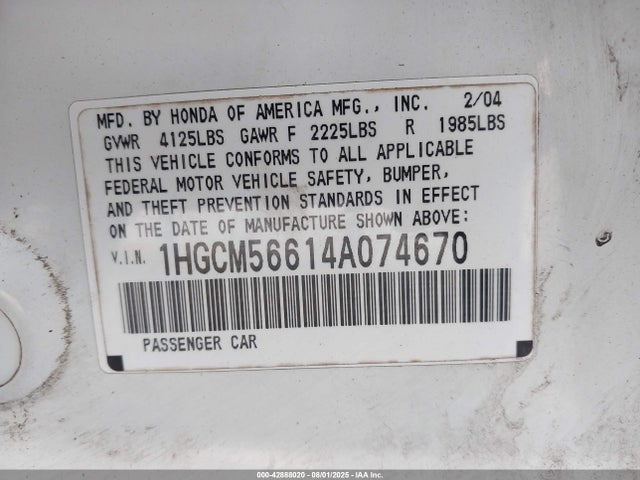 MFD. BY HONDA OF AMERICA MFG., INC. 2/04
GVWR 4125LBS GAWR F 2225LBS R 1985LBS
THIS VEHICLE CONFORMS TO ALL APPLICABLE
FEDERAL MOTOR VEHICLE SAFETY, BUMPER,
AND THEFT PREVENTION STANDARDS IN EFFECT
ON THE DATE OF MANUFACTURE SHOWN ABOVE:
V.I.N. 1HGCM56614A074670
PASSENGER CAR
000-42888020 - 08/01/2025 - Copyright IAA, Inc.